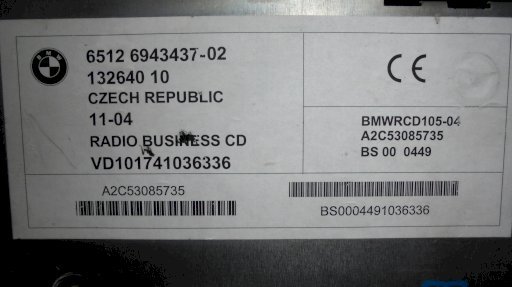 BMW
6512 6943437-02
132640 10
CZECH REPUBLIC
11-04
RADIO BUSINESS CD
VD101741036336
CE
BMWRCD105-04
A2C53085735
BS 00 0449
A2C53085735
BS0004491036336